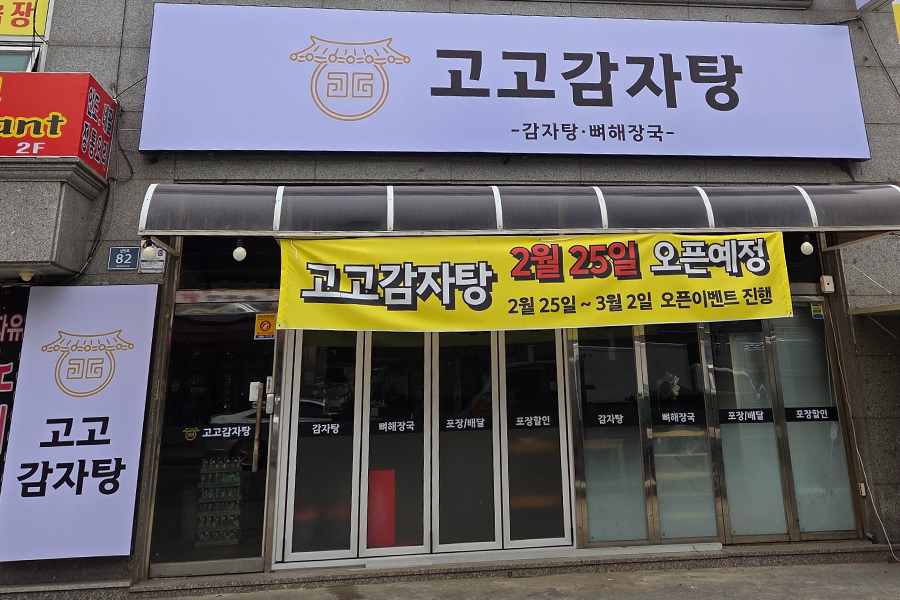 장
고고감자탕
-감자탕·뼈해장국-
ant
2F
82
고고감자탕
2월 25일 오픈예정
2월 25일 ~ 3월 2일 오픈이벤트 진행
고고
감자탕
고고감자탕
감자탕
뼈해장국
포장/배달
포장할인
감자탕
뼈해장국
포장/배달
포장할인